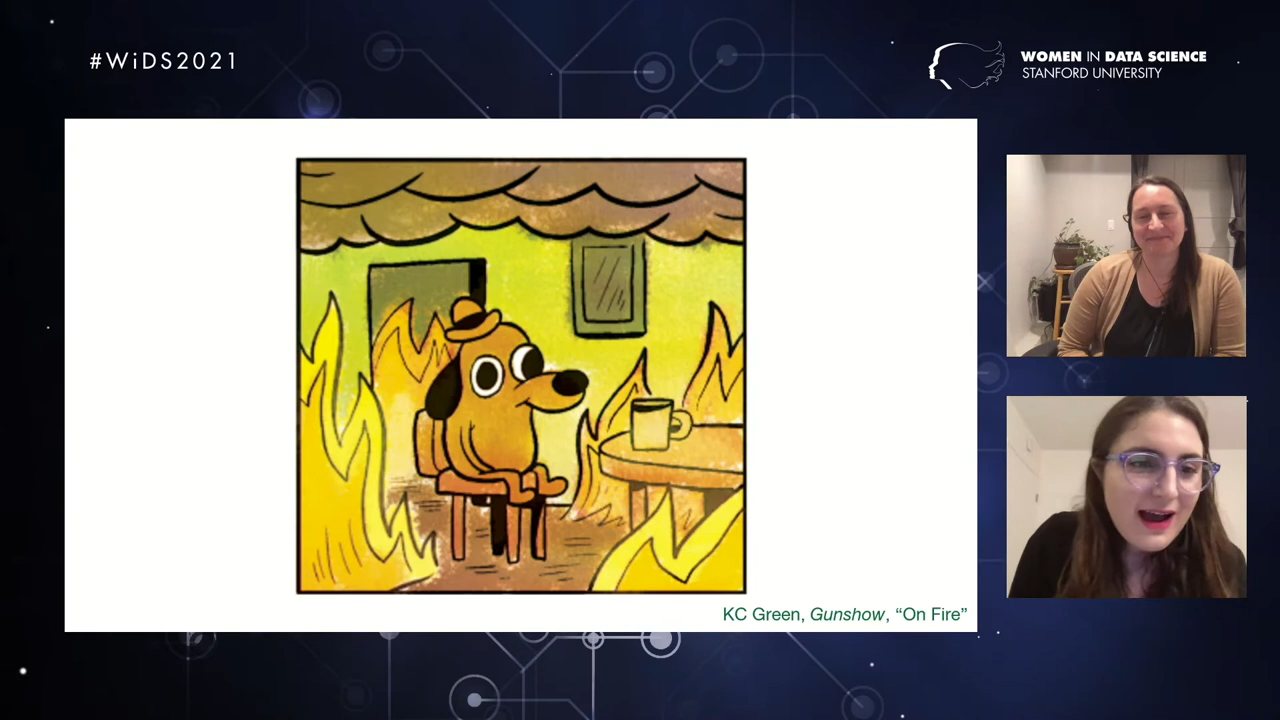 #WiDS2021
WOMEN IN DATA SCIENCE
STANFORD UNIVERSITY
KC Green, Gunshow, “On Fire”